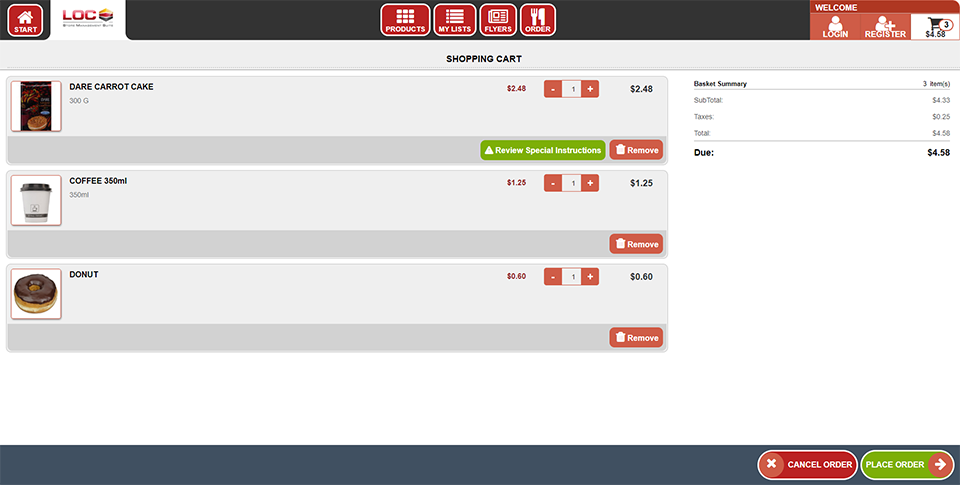 START
LOC
STORE MANAGEMENT SUITE
PRODUCTS
MY LISTS
FLYERS
ORDER
WELCOME
LOGIN
REGISTER
3
$4.58
SHOPPING CART
DARE CARROT CAKE $2.48 - 1 + $2.48
300 G
Review Special Instructions Remove
COFFEE 350ml $1.25 - 1 + $1.25
350ml
Remove
DONUT $0.60 - 1 + $0.60
Remove
Basket Summary 3 item(s)
SubTotal: $4.33
Taxes: $0.25
Total: $4.58
Due: $4.58
CANCEL ORDER
PLACE ORDER